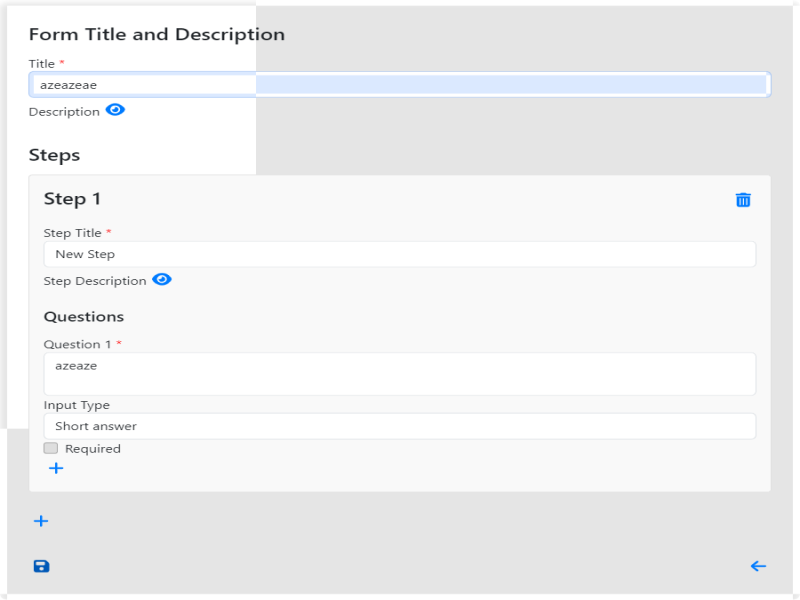 Form Title and Description
Title *
azeazeae
Description
Steps
Step 1
Step Title *
New Step
Step Description
Questions
Question 1 *
azeaze
Input Type
Short answer
Required